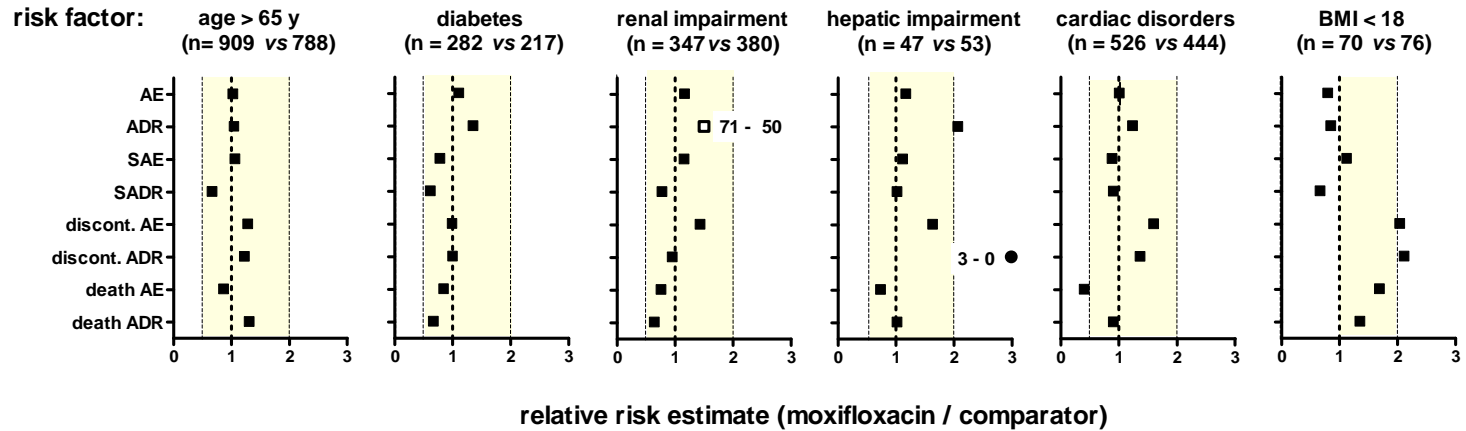 risk factor:
age > 65 y
(n= 909 vs 788)
diabetes
(n = 282 vs 217)
renal impairment
(n = 347 vs 380)
hepatic impairment
(n = 47 vs 53)
cardiac disorders
(n = 526 vs 444)
BMI < 18
(n = 70 vs 76)
AE
ADR
SAE
SADR
discont. AE
discont. ADR
death AE
death ADR
71 - 50
3 - 0
0 1 2 3
0 1 2 3
0 1 2 3
0 1 2 3
0 1 2 3
0 1 2 3
relative risk estimate (moxifloxacin / comparator)